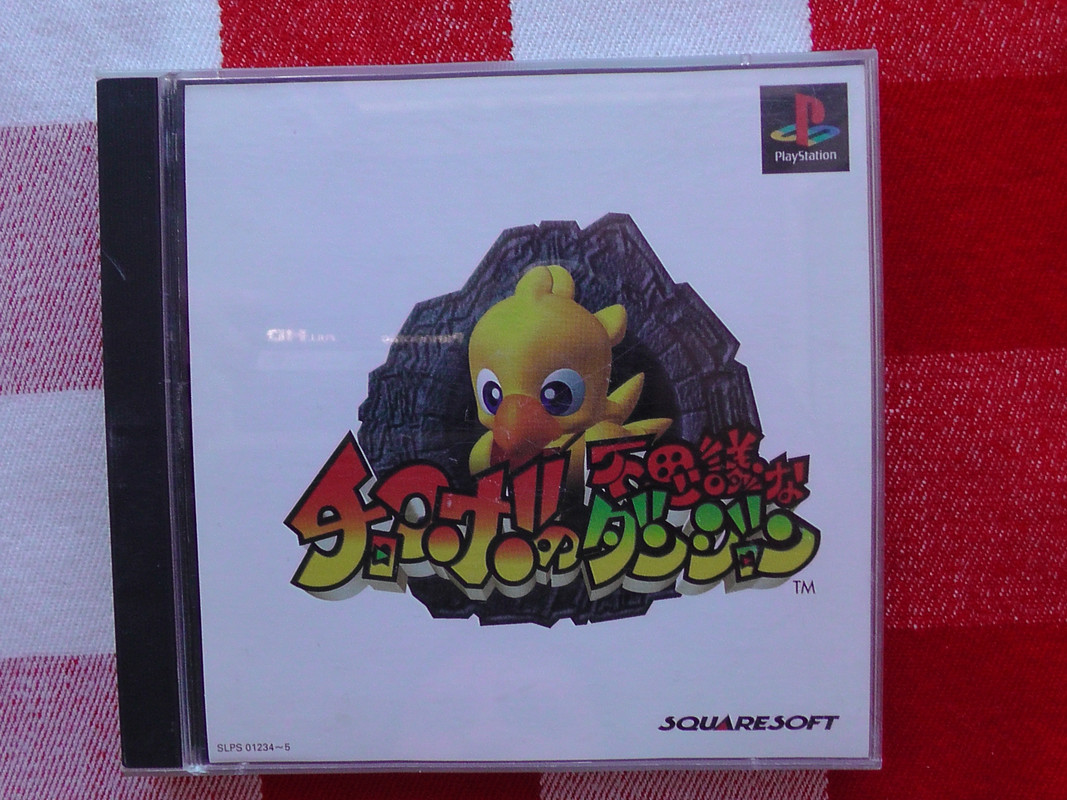 PlayStation
チョコボの
不思議な
ダンジョン
TM
SQUARESOFT
SLPS 01234~5